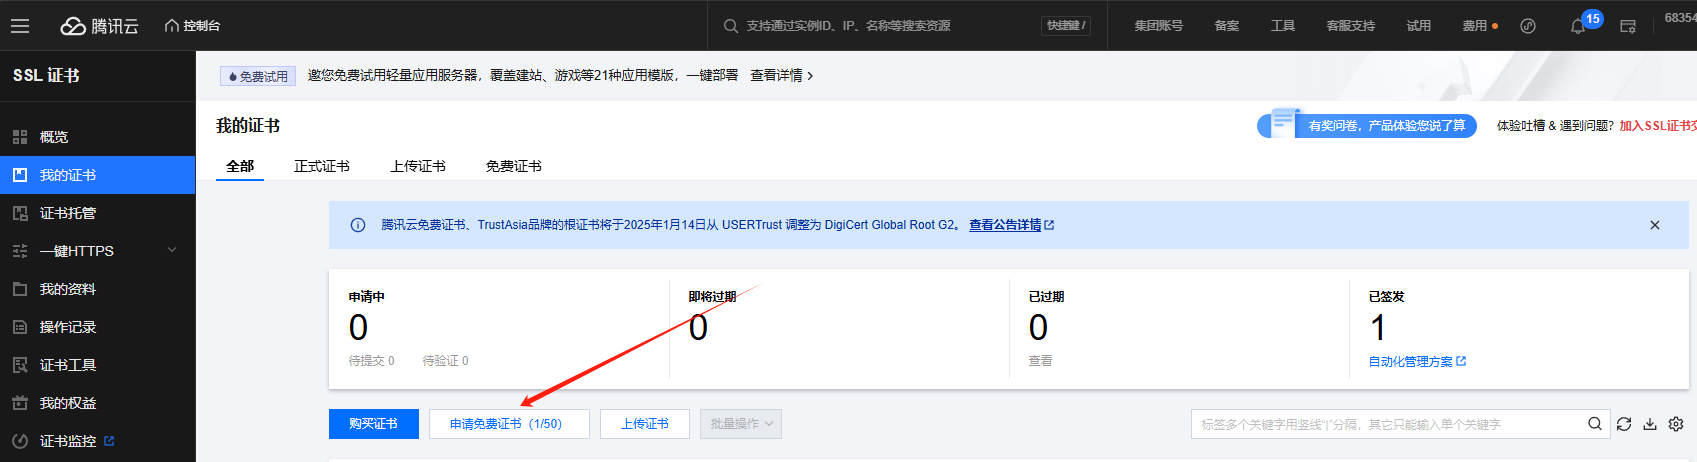 腾讯云 控制台 支持通过实例ID、IP、名称等搜索资源 快捷键 / 集团账号 备案 工具 客服支持 试用 费用 15 68354
SSL 证书
免费试用 邀您免费试用轻量应用服务器，覆盖建站、游戏等21种应用模版，一键部署 查看详情
概览
我的证书
证书托管
一键HTTPS
我的资料
操作记录
证书工具
我的权益
证书监控
我的证书
有奖问卷，产品体验您说了算 体验吐槽 & 遇到问题? 加入SSL证书交
全部 正式证书 上传证书 免费证书
腾讯云免费证书、TrustAsia品牌的根证书将于2025年1月14日从 USERTrust 调整为 DigiCert Global Root G2。 查看公告详情
申请中 即将过期 已过期 已签发
0 0 0 1
待提交 0 待验证 0 查看 自动化管理方案
购买证书 申请免费证书（1/50） 上传证书 批量操作 标签多个关键字用竖线"|"分隔，其它只能输入单个关键字